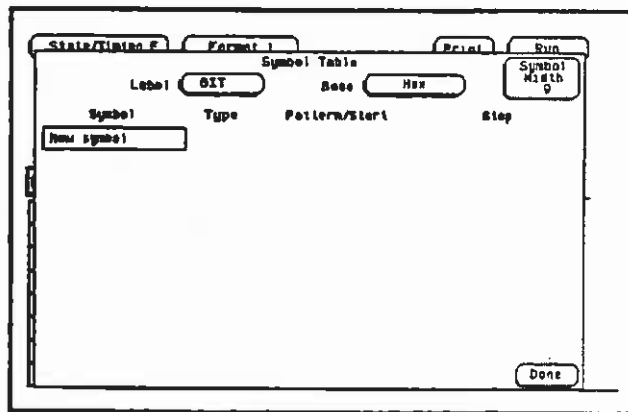 State/Timing E Format 1 Print Run
Symbol Table
Label BIT Base Hex Symbol Width 9
Symbol Type Pattern/Start Stop
New symbol
Done